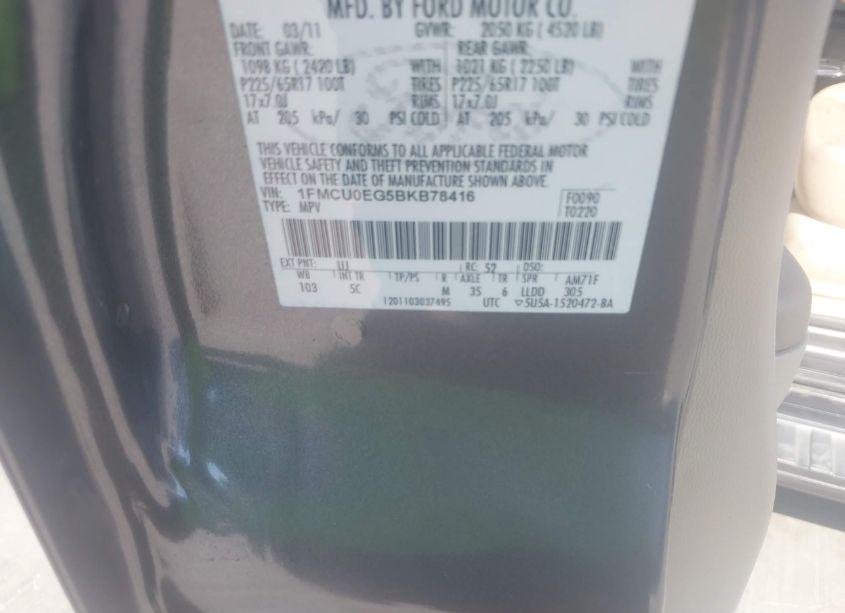 MFD. BY FORD MOTOR CO.
DATE: 03/11 GVWR: 2050 KG ( 4520 LB)
FRONT GAWR: REAR GAWR:
1098 KG ( 2420 LB) WITH 1021 KG ( 2250 LB) WITH
P225/65R17 100T TIRES P225/65R17 100T TIRES
17x7.0J RIMS 17x7.0J RIMS
AT 205 kPa/ 30 PSI COLD AT 205 kPa/ 30 PSI COLD
THIS VEHICLE CONFORMS TO ALL APPLICABLE FEDERAL MOTOR
VEHICLE SAFETY AND THEFT PREVENTION STANDARDS IN
EFFECT ON THE DATE OF MANUFACTURE SHOWN ABOVE.
VIN: 1FMCU0EG5BKB78416 F0090
TYPE: MPV T0220
EXT PNT: UJ RC: 52 DSO:
WB INT TR TP/PS R AXLE TR SPR AM71F
103 5C M 35 6 LLDD 305
1201103037495 UTC 5U5A-1520472-BA